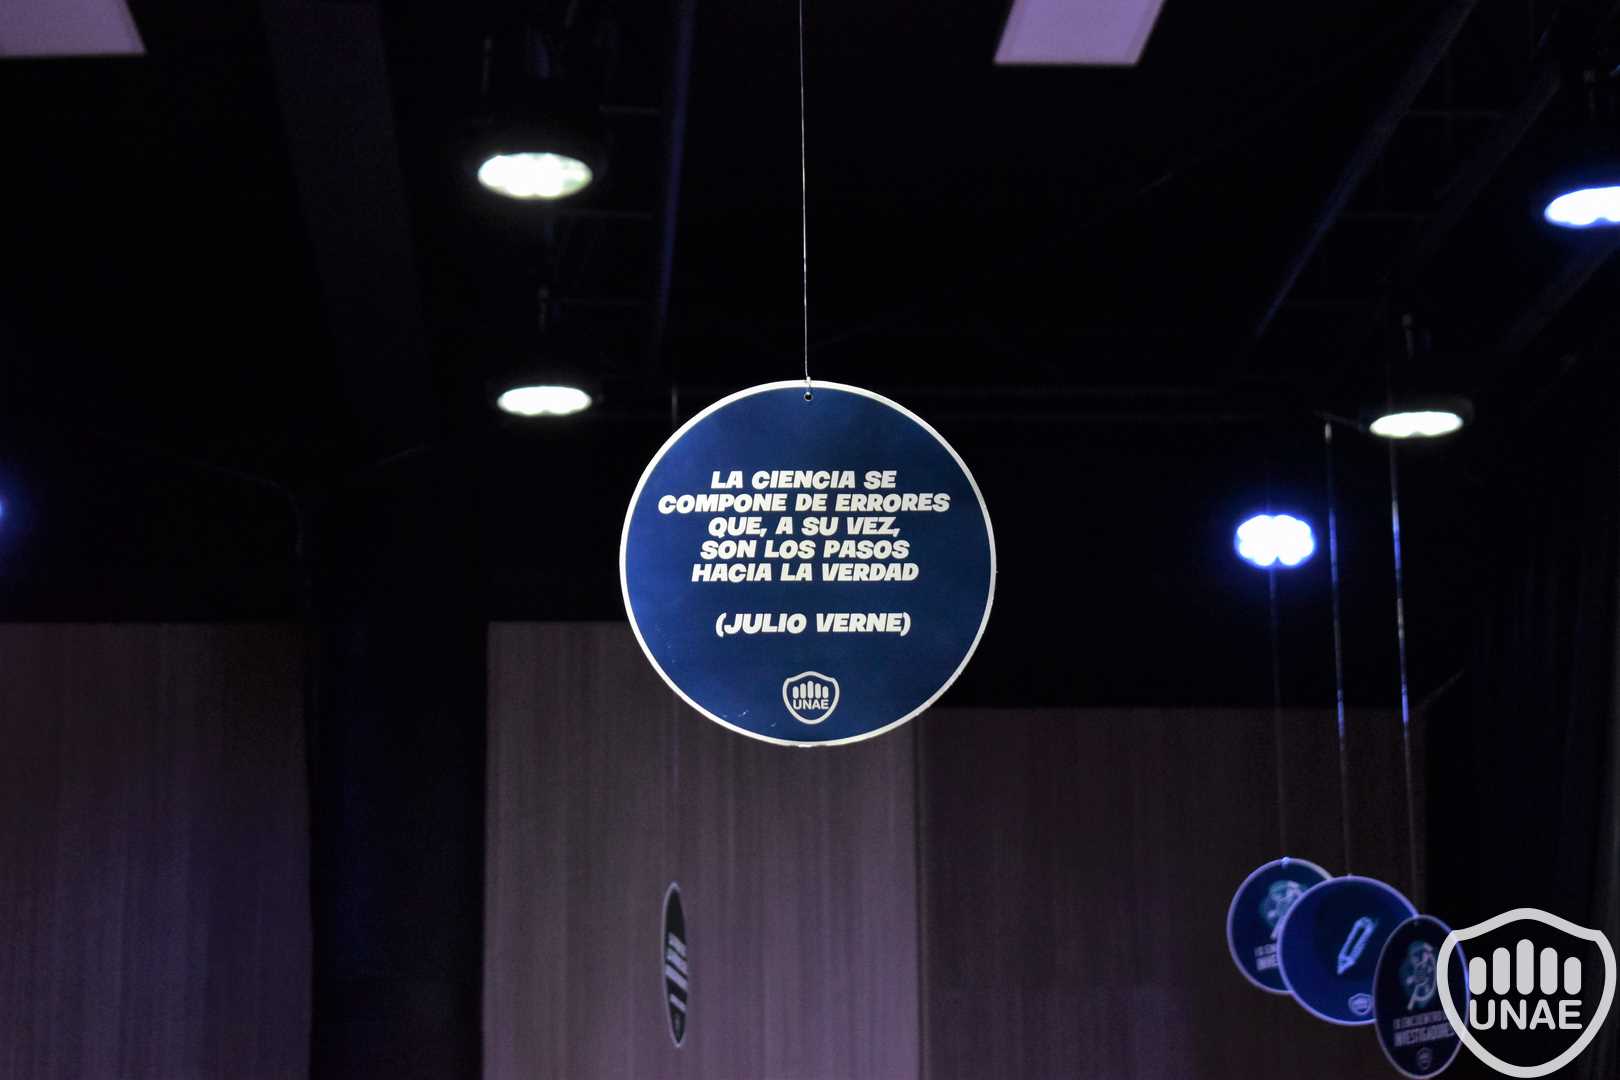 LA CIENCIA SE
COMPONE DE ERRORES
QUE, A SU VEZ,
SON LOS PASOS
HACIA LA VERDAD
(JULIO VERNE)
UNAE
UNAE